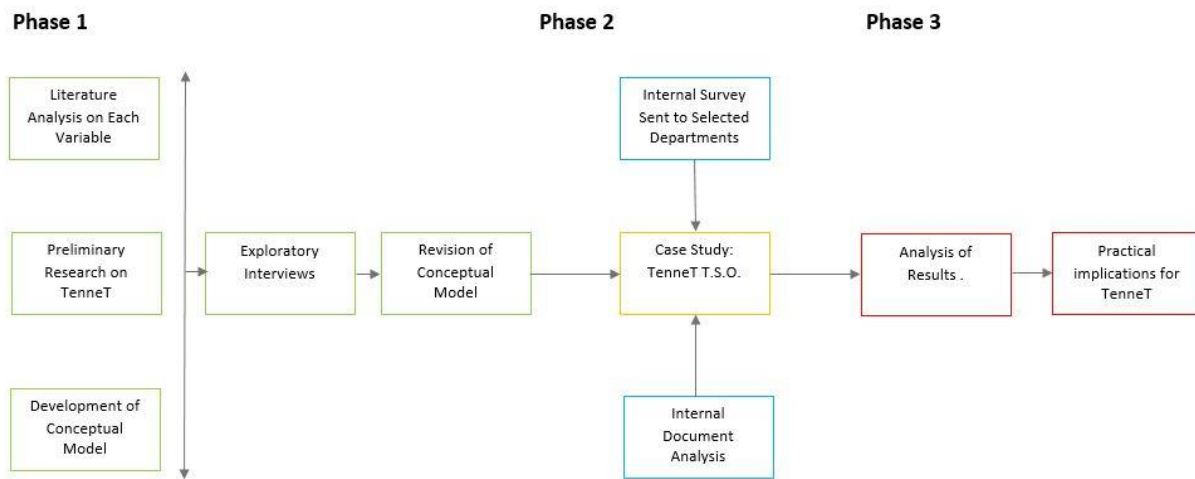 Phase 1
Phase 2
Phase 3
Literature
Analysis on Each
Variable
Internal Survey
Sent to Selected
Departments
Preliminary
Research on
TenneT
Exploratory
Interviews
Revision of
Conceptual
Model
Case Study:
TenneT T.S.O.
Analysis of
Results .
Practical
implications for
TenneT
Development of
Conceptual
Model
Internal
Document
Analysis